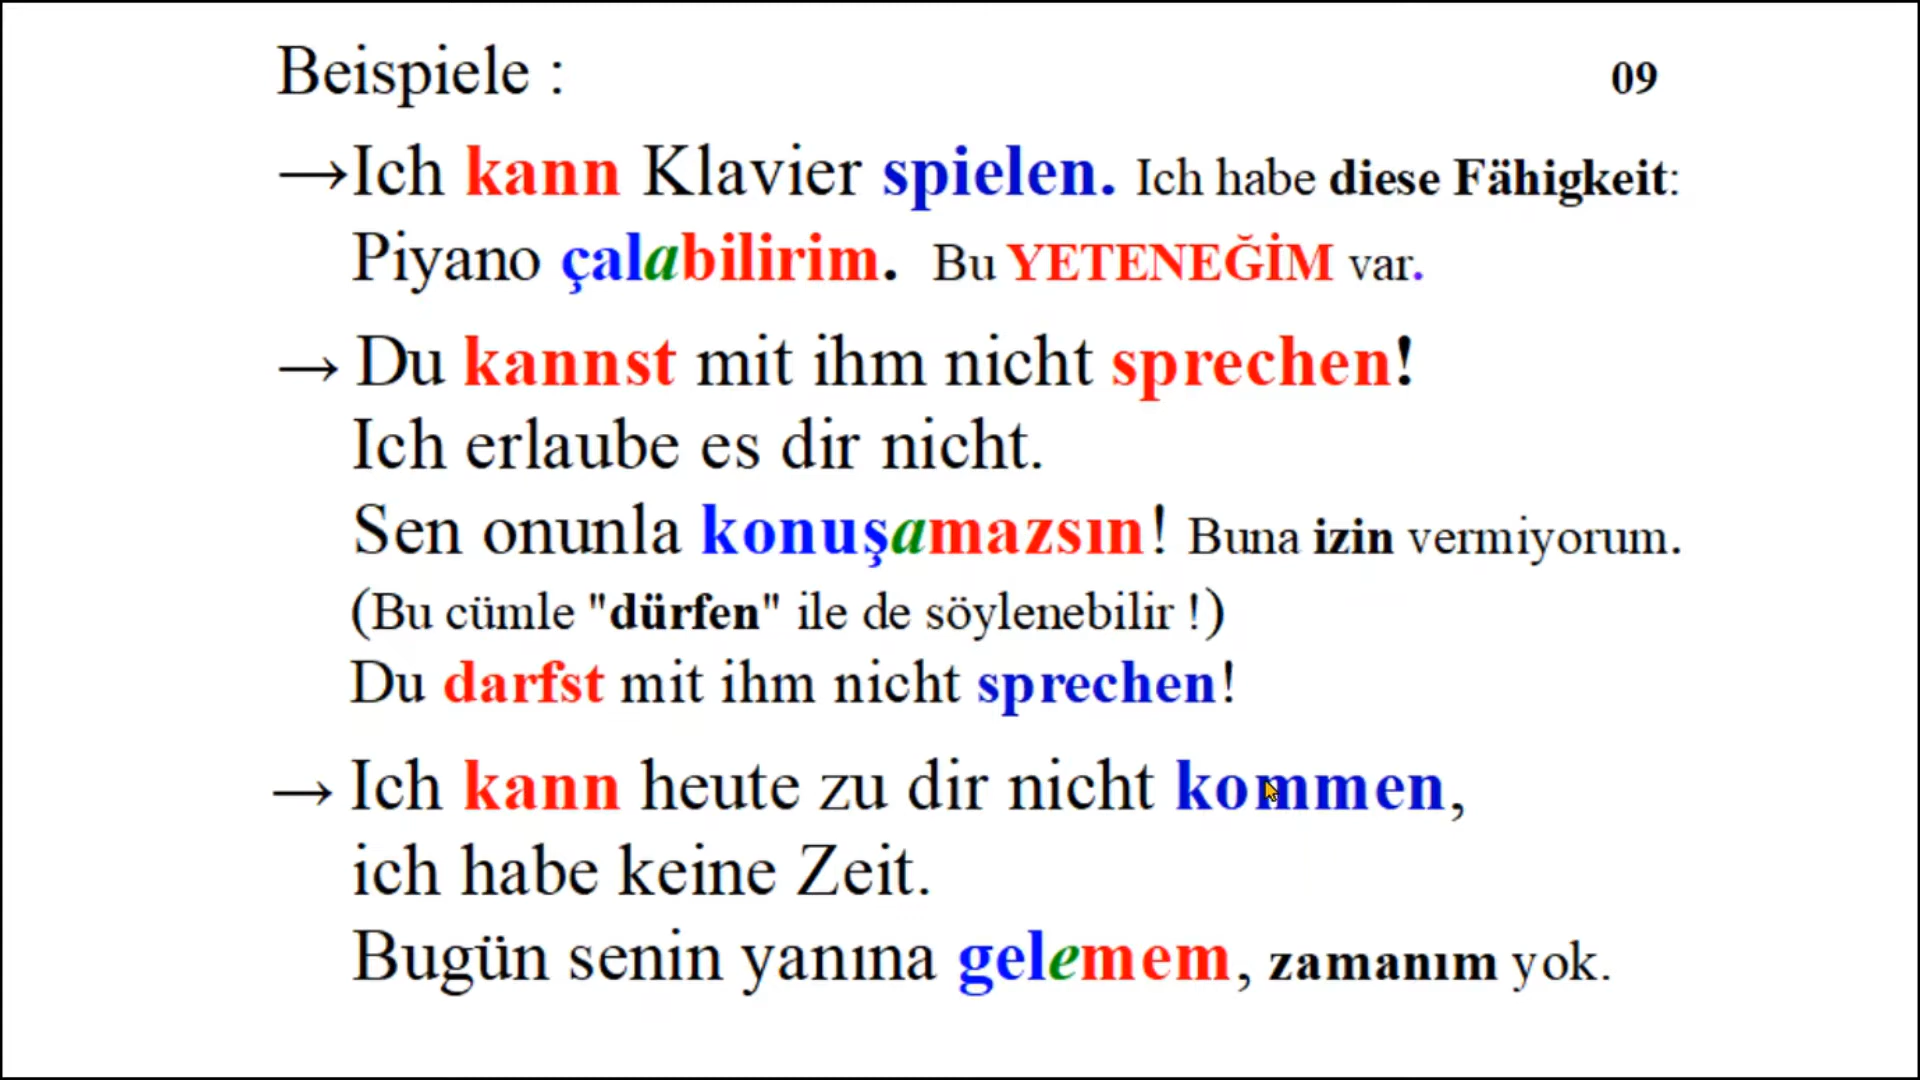 Beispiele :
09
→Ich kann Klavier spielen. Ich habe diese Fähigkeit:
Piyano çalabilirim. Bu YETENEĞİM var.
→ Du kannst mit ihm nicht sprechen!
Ich erlaube es dir nicht.
Sen onunla konuşamazsın! Buna izin vermiyorum.
(Bu cümle "dürfen" ile de söylenebilir !)
Du darfst mit ihm nicht sprechen!
→ Ich kann heute zu dir nicht kommen,
ich habe keine Zeit.
Bugün senin yanına gelemem, zamanım yok.